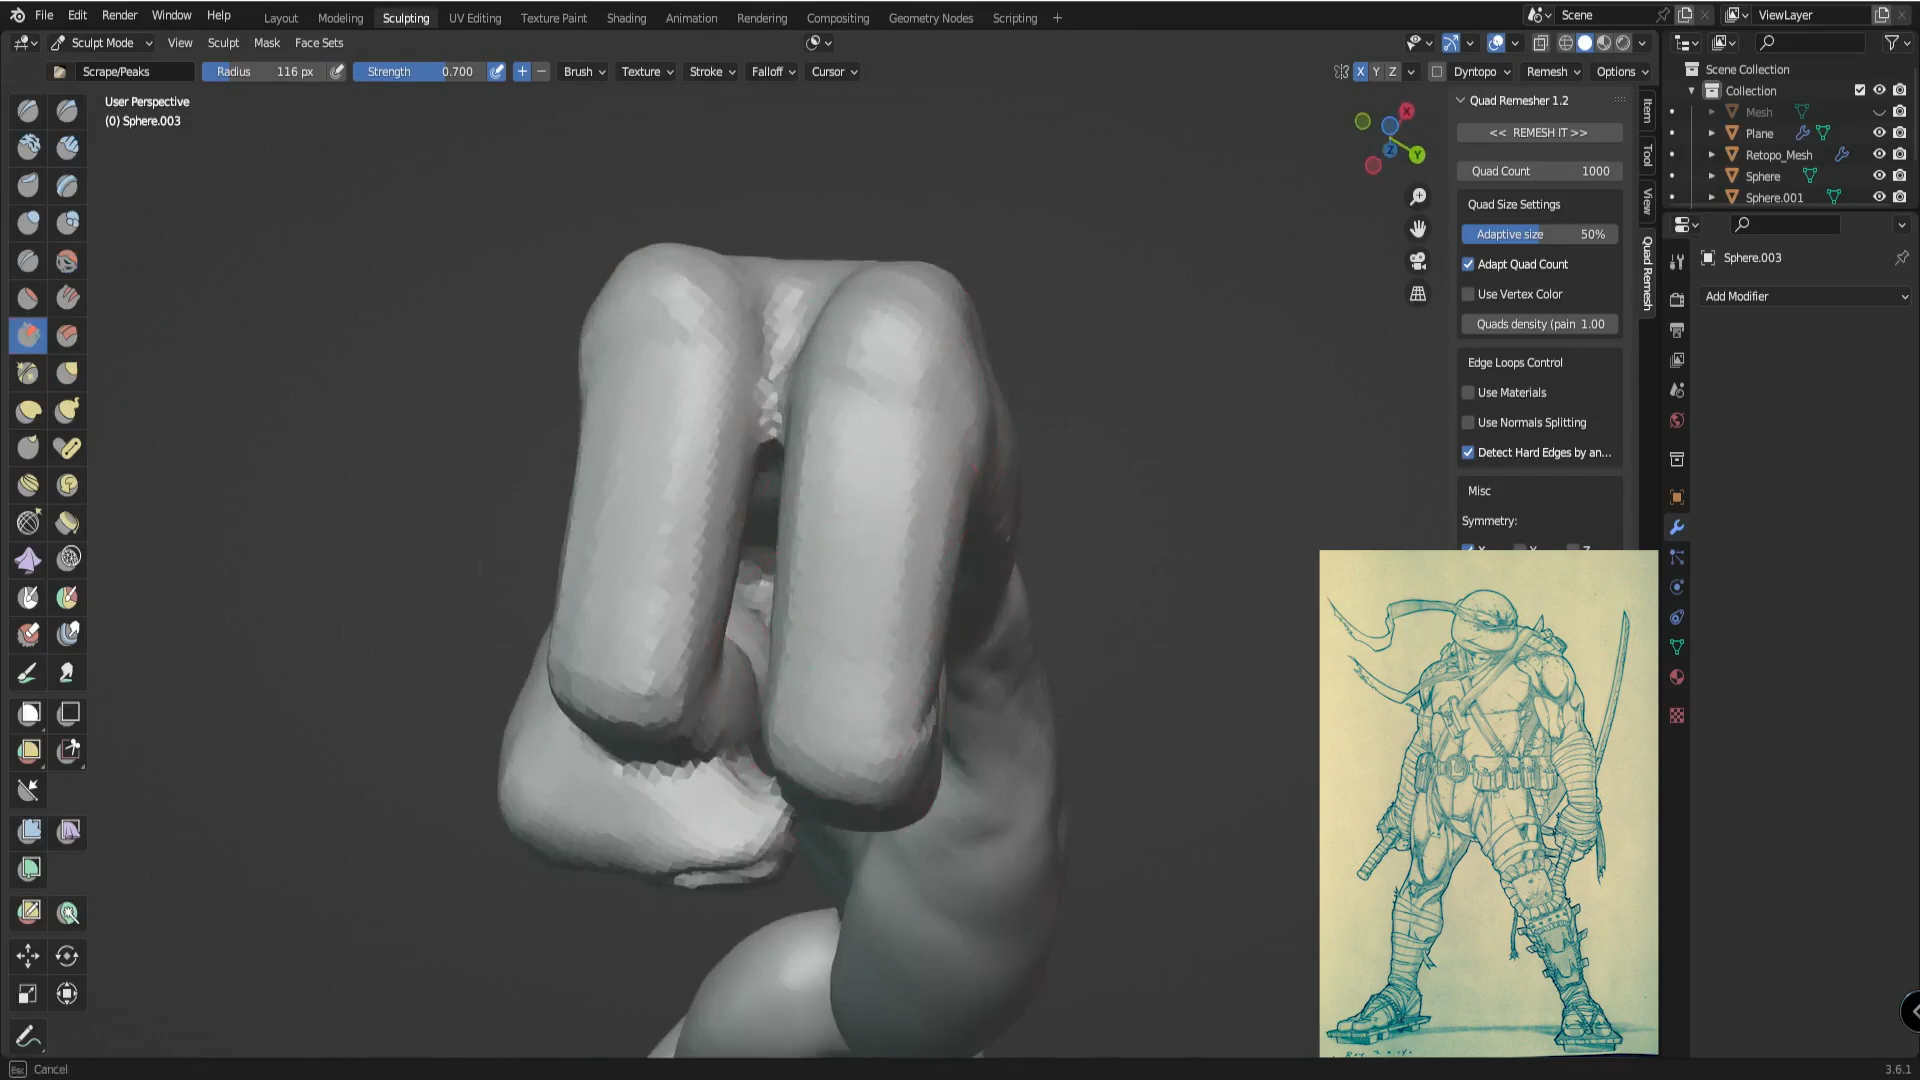 File Edit Render Window Help
Layout Modeling Sculpting UV Editing Texture Paint Shading Animation Rendering Compositing Geometry Nodes Scripting +
Scene
ViewLayer
Sculpt Mode View Sculpt Mask Face Sets
Scrape/Peaks Radius 116 px Strength 0.700 + − Brush Texture Stroke Falloff Cursor
X Y Z Dyntopo Remesh Options
User Perspective
(0) Sphere.003
X
Y
Z
Quad Remesher 1.2
<< REMESH IT >>
Quad Count 1000
Quad Size Settings
Adaptive size 50%
Adapt Quad Count
Use Vertex Color
Quads density (pain 1.00
Edge Loops Control
Use Materials
Use Normals Splitting
Detect Hard Edges by an...
Misc
Symmetry:
X Y Z
Item
Tool
View
Quad Remesh
Scene Collection
Collection
Mesh
Plane
Retopo_Mesh
Sphere
Sphere.001
Sphere.003
Add Modifier
Esc Cancel
3.6.1